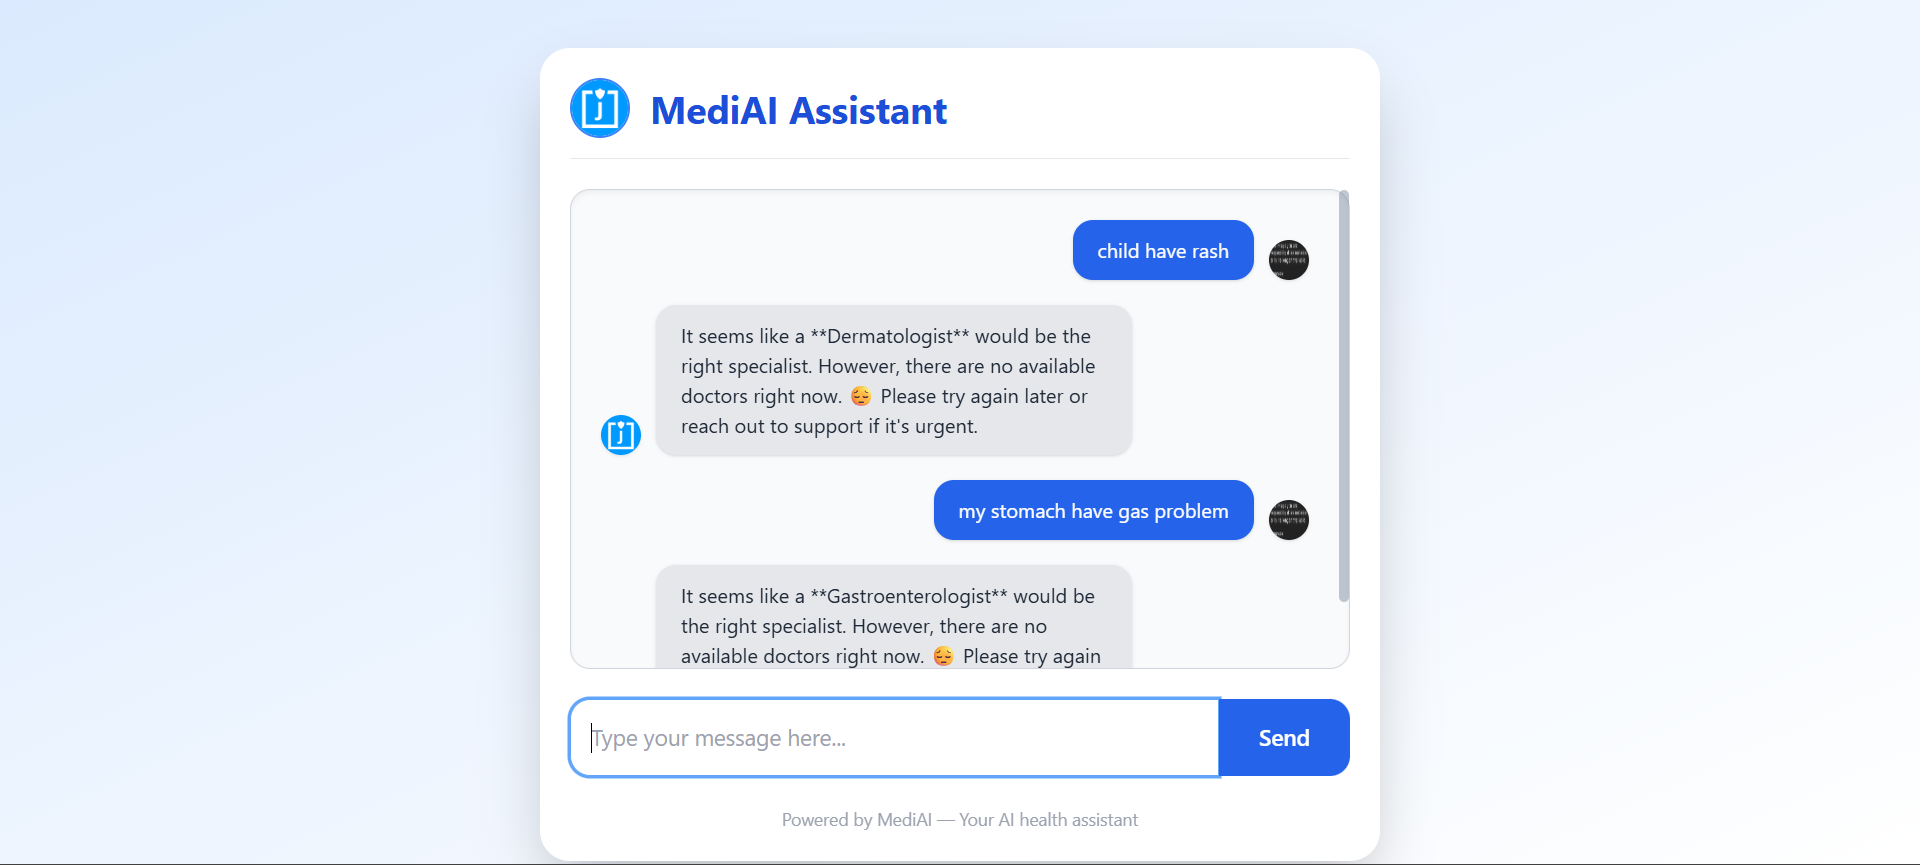 MediAI Assistant
child have rash
It seems like a **Dermatologist** would be the
right specialist. However, there are no available
doctors right now. 😔 Please try again later or
reach out to support if it's urgent.
my stomach have gas problem
It seems like a **Gastroenterologist** would be
the right specialist. However, there are no
available doctors right now. 😔 Please try again
Type your message here...
Send
Powered by MediAI — Your AI health assistant